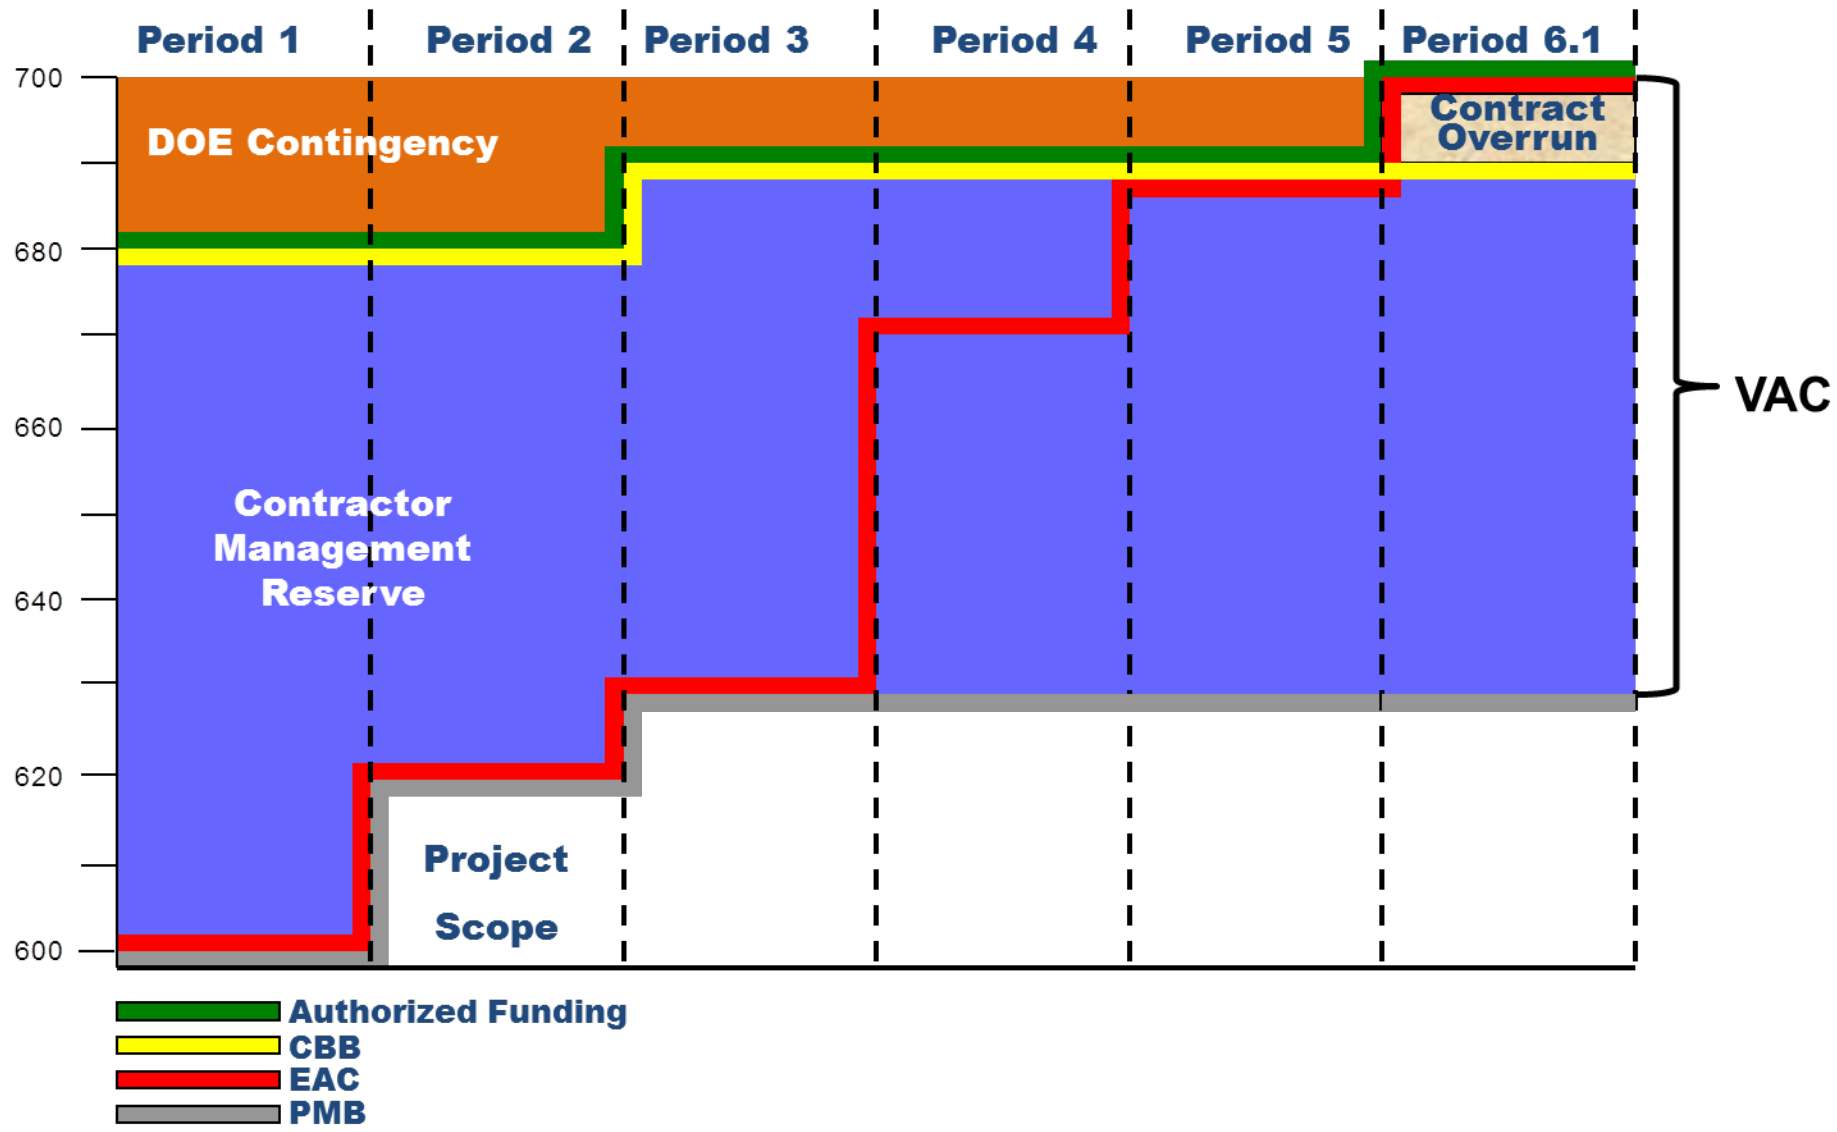 Period 1
Period 2
Period 3
Period 4
Period 5
Period 6.1
700
DOE Contingency
Contract
Overrun
680
VAC
660
Contractor
Management
Reserve
640
620
Project
Scope
600
Authorized Funding
CBB
EAC
PMB